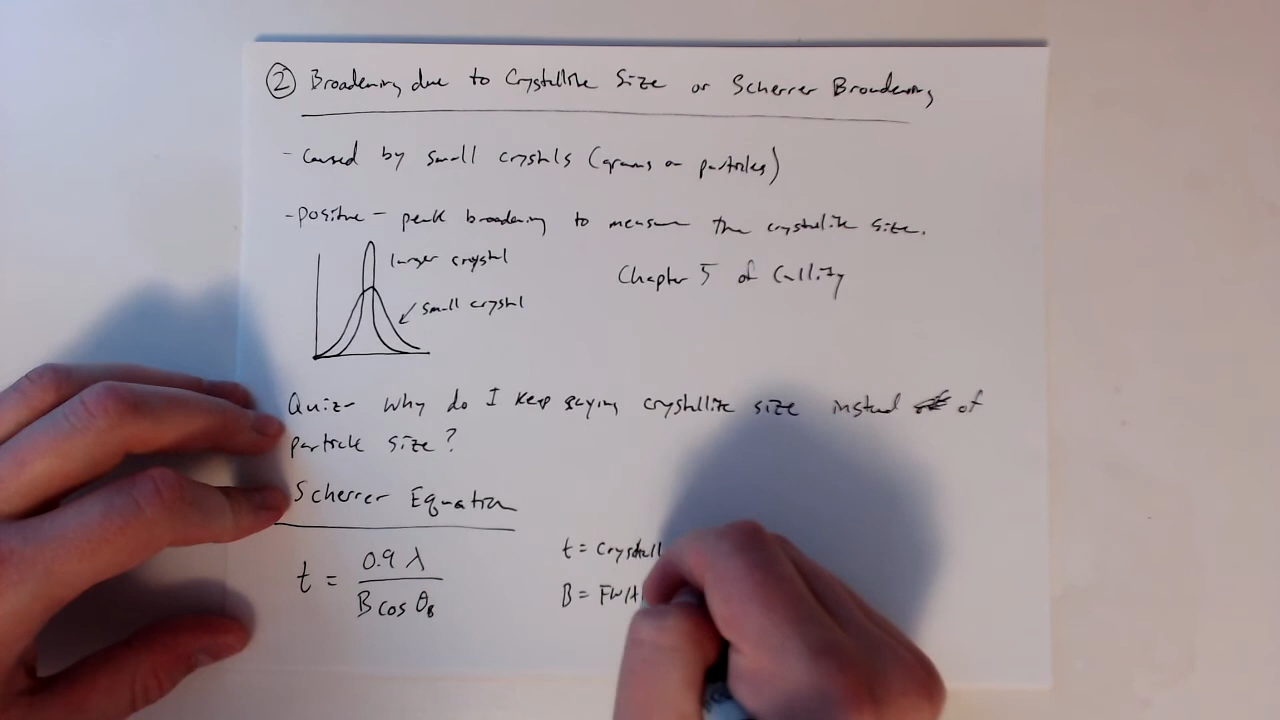 ② Broadening due to Crystallite Size or Scherrer Broadening
- Caused by small crystals (grains or particles)
- positive - peak broadening to measure the crystallite size.
larger crystal
Chapter 5 of Cullity
small crystal
Quiz- Why do I keep saying crystallite size instead of
particle size?
Scherrer Equation
t = 0.9 λ / B cos θB
t = Crystall
B = FWH